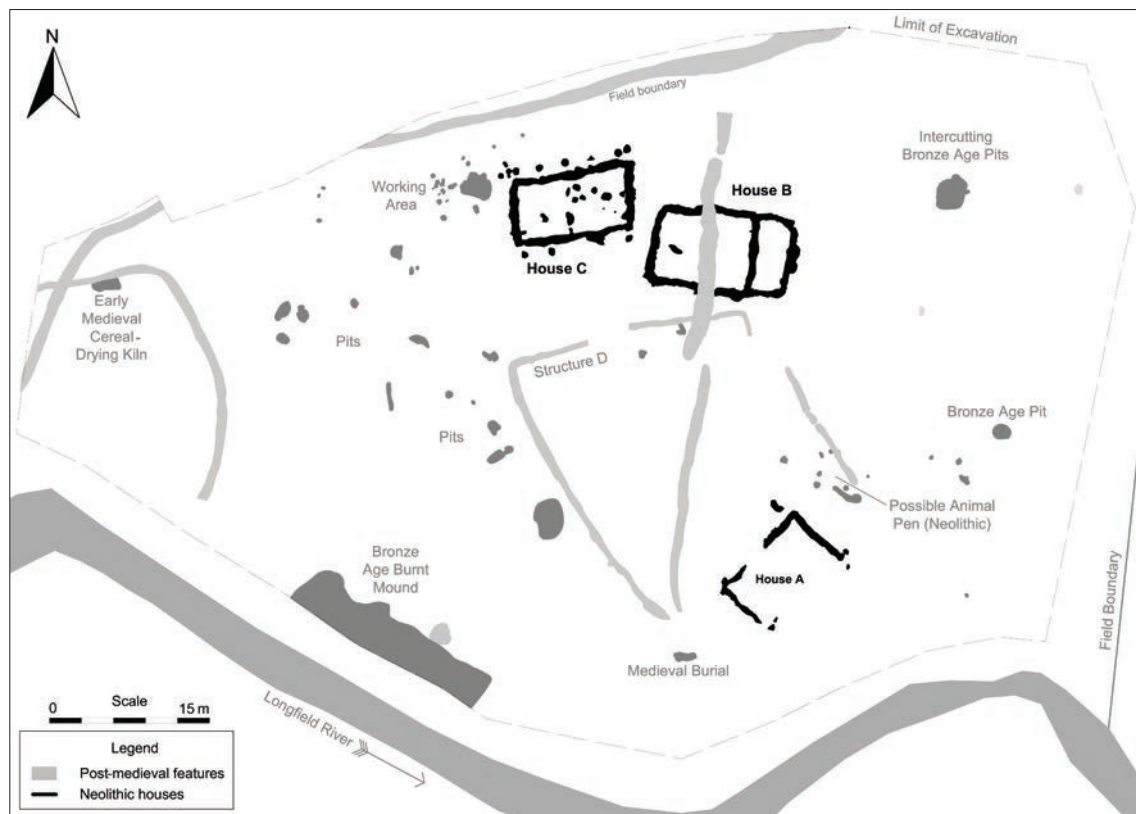 N
Limit of Excavation
Field boundary
Intercutting
Bronze Age Pits
Working
Area
House B
House C
Early
Medieval
Cereal-
Drying Kiln
Pits
Structure D
Pits
Bronze Age Pit
Possible Animal
Pen (Neolithic)
House A
Bronze
Age Burnt
Mound
Field Boundary
Medieval Burial
Longfield River
Scale
0 15 m
Legend
Post-medieval features
Neolithic houses